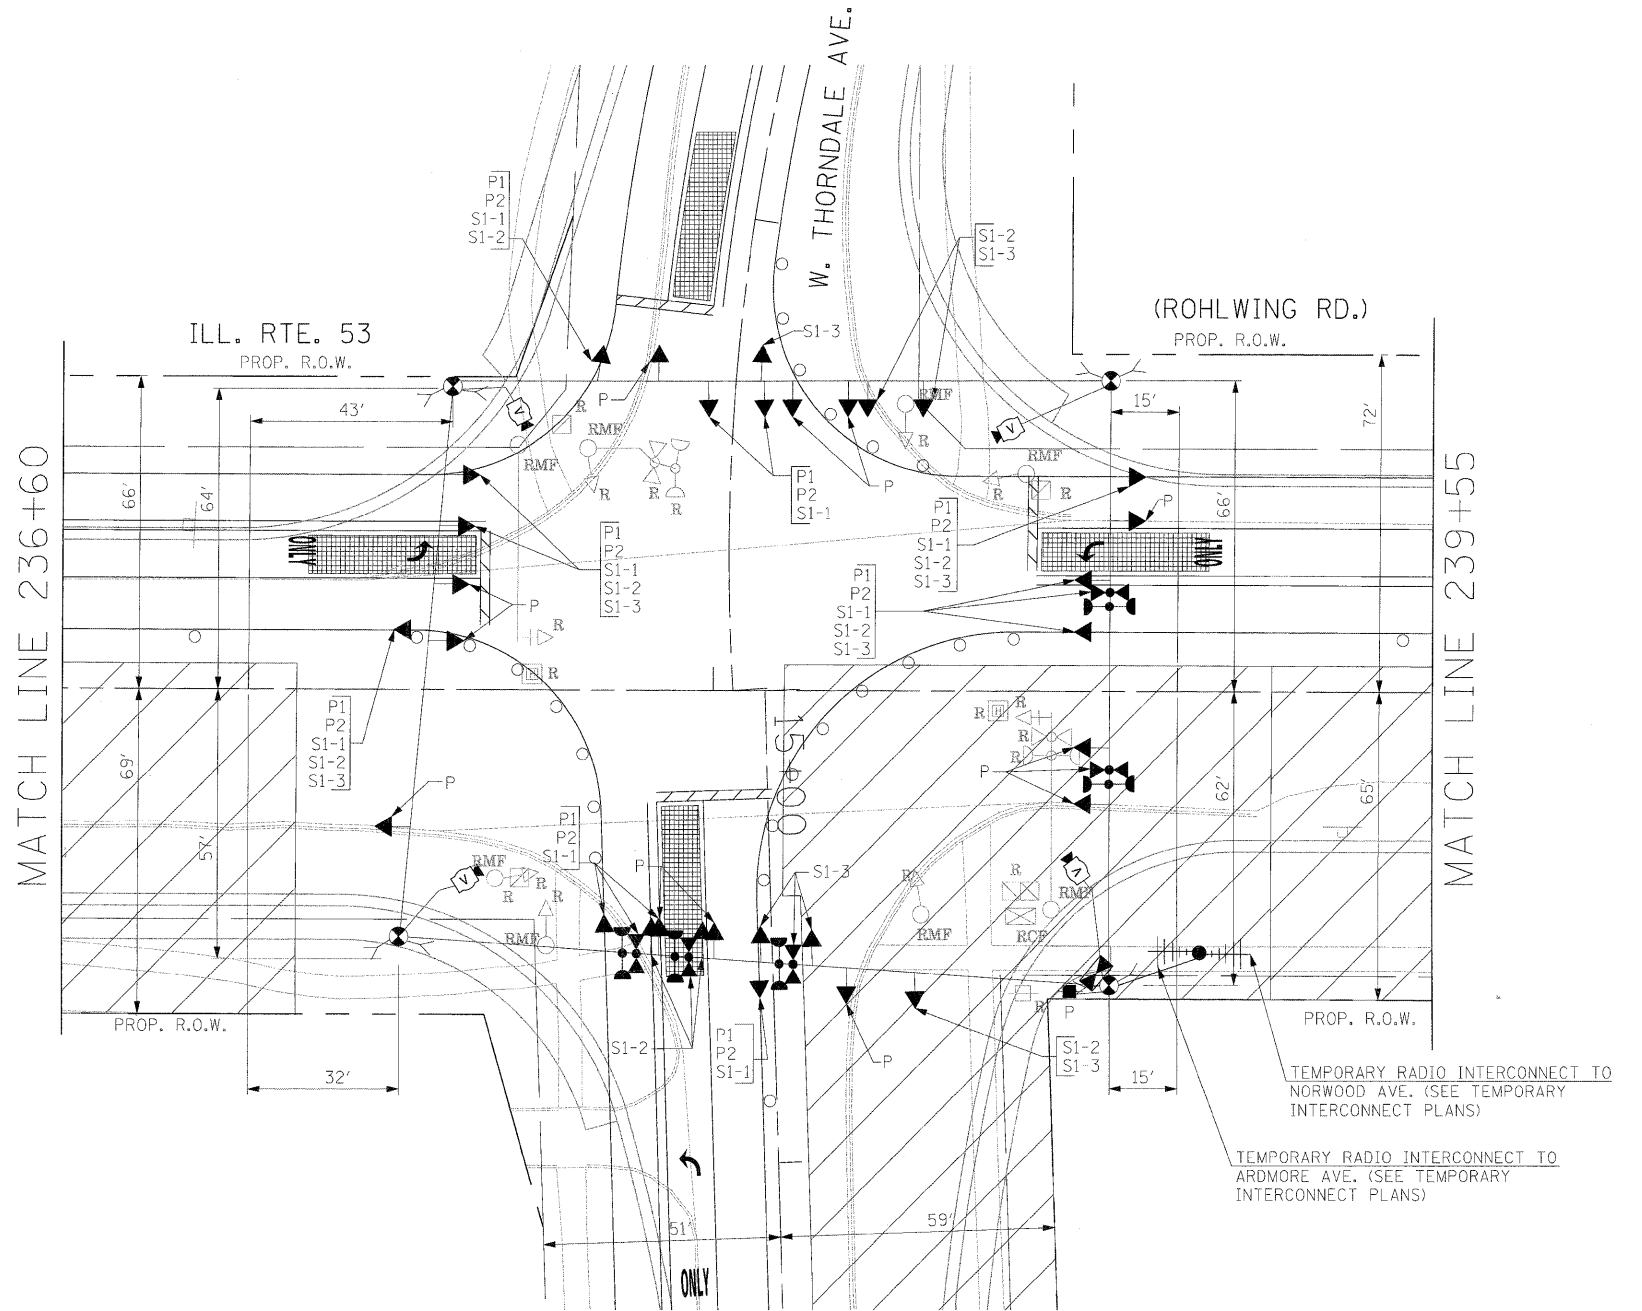 W. THORNDALE AVE.
P1
P2
S1-1
S1-2
S1-2
S1-3
ILL. RTE. 53
PROP. R.O.W.
(ROHLWING RD.)
PROP. R.O.W.
S1-3
P
43'
15'
72'
V
R
RMF
RMF
R
RMF
V
RMF
R
R
R
R
R
P
P1
P2
S1-1
P
P1
P2
S1-1
S1-2
S1-3
66'
64'
66'
MATCH LINE 236+60
MATCH LINE 239+55
ONLY
ONLY
P1
P2
S1-1
S1-2
S1-3
P1
P2
S1-1
S1-2
S1-3
P
R
R
P1
P2
S1-1
S1-2
S1-3
P
R
H
R
R
R
P
15+00
69'
57'
62'
65'
P1
P2
S1-1
P
S1-3
RMF
V
R
R
R
RMF
R
RMF
R
RCF
V
RMF
R
P
PROP. R.O.W.
PROP. R.O.W.
S1-2
P1
P2
S1-1
P
S1-2
S1-3
32'
15'
TEMPORARY RADIO INTERCONNECT TO
NORWOOD AVE. (SEE TEMPORARY
INTERCONNECT PLANS)
TEMPORARY RADIO INTERCONNECT TO
ARDMORE AVE. (SEE TEMPORARY
INTERCONNECT PLANS)
51'
59'
ONLY